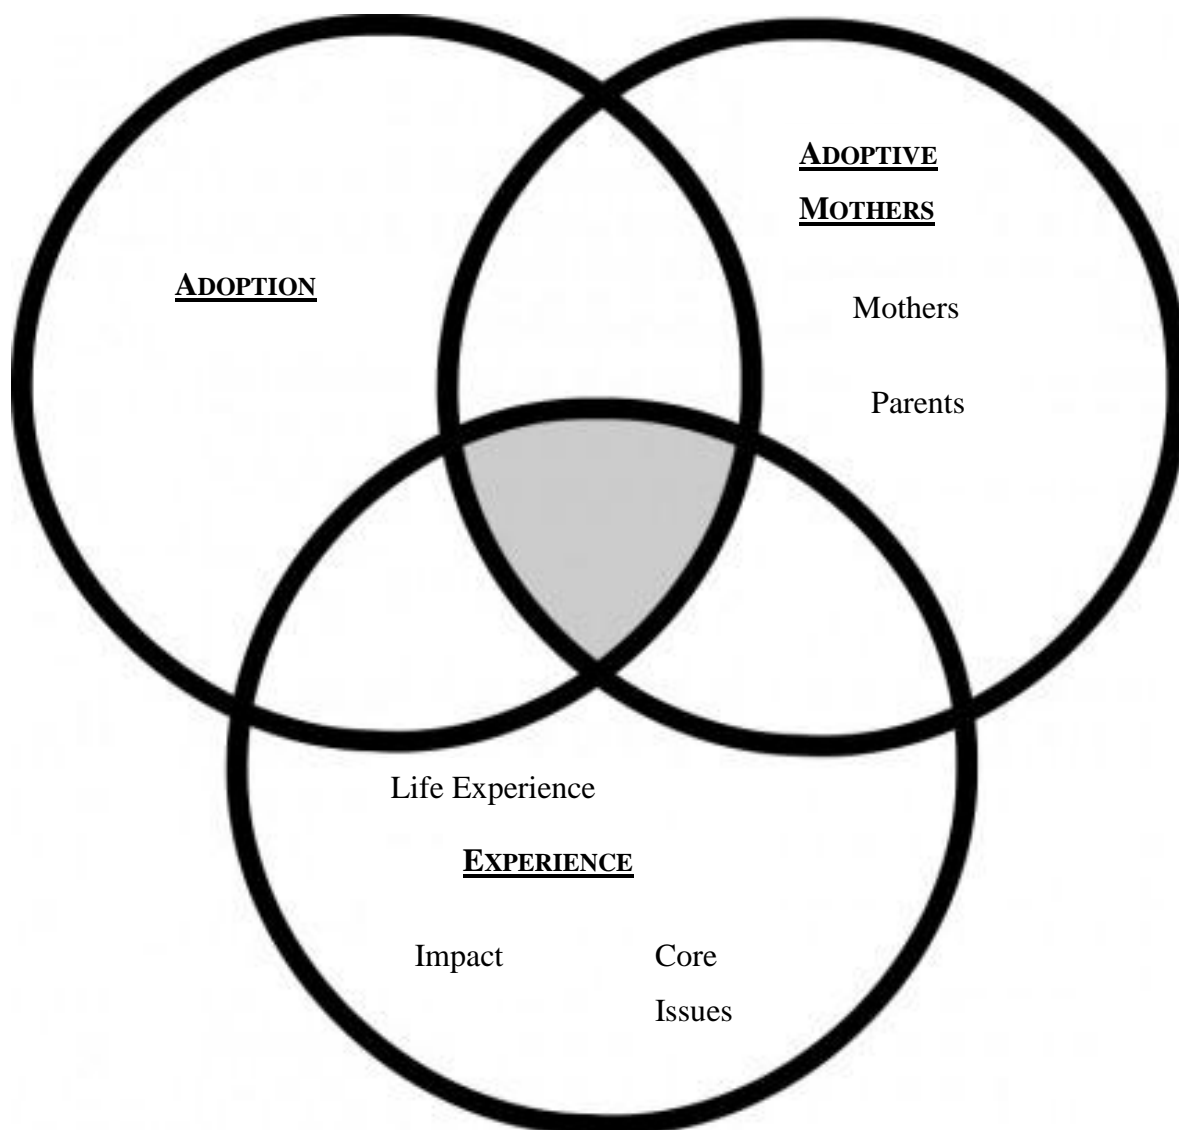 ADOPTIVE
MOTHERS
ADOPTION
Mothers
Parents
Life Experience
EXPERIENCE
Impact
Core
Issues